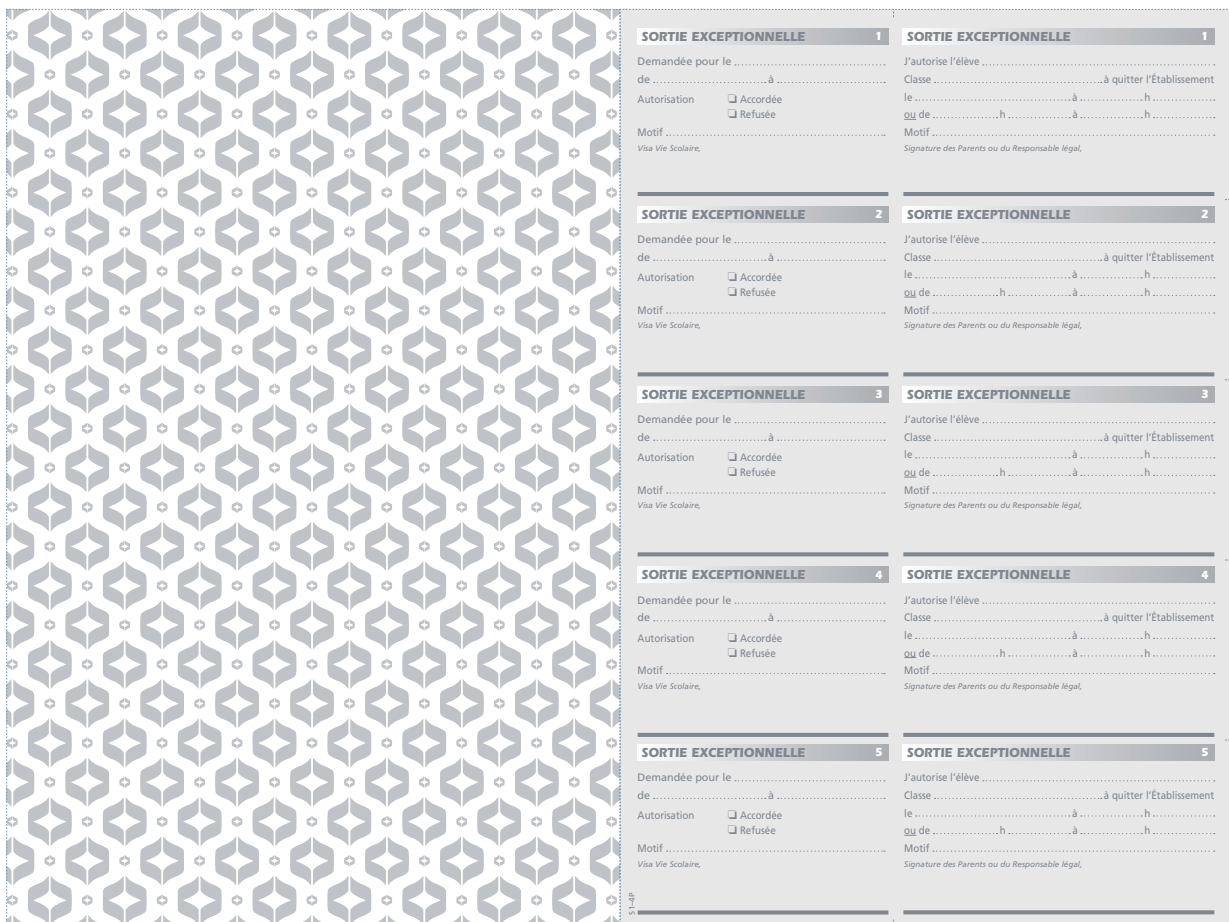 SORTIE EXCEPTIONNELLE 1
Demandée pour le
de à
Autorisation ❏ Accordée
❏ Refusée
Motif
Visa Vie Scolaire,
SORTIE EXCEPTIONNELLE 1
J'autorise l'élève
Classe à quitter l'Établissement
le à h
ou de h à h
Motif
Signature des Parents ou du Responsable légal,
SORTIE EXCEPTIONNELLE 2
Demandée pour le
de à
Autorisation ❏ Accordée
❏ Refusée
Motif
Visa Vie Scolaire,
SORTIE EXCEPTIONNELLE 2
J'autorise l'élève
Classe à quitter l'Établissement
le à h
ou de h à h
Motif
Signature des Parents ou du Responsable légal,
SORTIE EXCEPTIONNELLE 3
Demandée pour le
de à
Autorisation ❏ Accordée
❏ Refusée
Motif
Visa Vie Scolaire,
SORTIE EXCEPTIONNELLE 3
J'autorise l'élève
Classe à quitter l'Établissement
le à h
ou de h à h
Motif
Signature des Parents ou du Responsable légal,
SORTIE EXCEPTIONNELLE 4
Demandée pour le
de à
Autorisation ❏ Accordée
❏ Refusée
Motif
Visa Vie Scolaire,
SORTIE EXCEPTIONNELLE 4
J'autorise l'élève
Classe à quitter l'Établissement
le à h
ou de h à h
Motif
Signature des Parents ou du Responsable légal,
SORTIE EXCEPTIONNELLE 5
Demandée pour le
de à
Autorisation ❏ Accordée
❏ Refusée
Motif
Visa Vie Scolaire,
SORTIE EXCEPTIONNELLE 5
J'autorise l'élève
Classe à quitter l'Établissement
le à h
ou de h à h
Motif
Signature des Parents ou du Responsable légal,
S1-4P